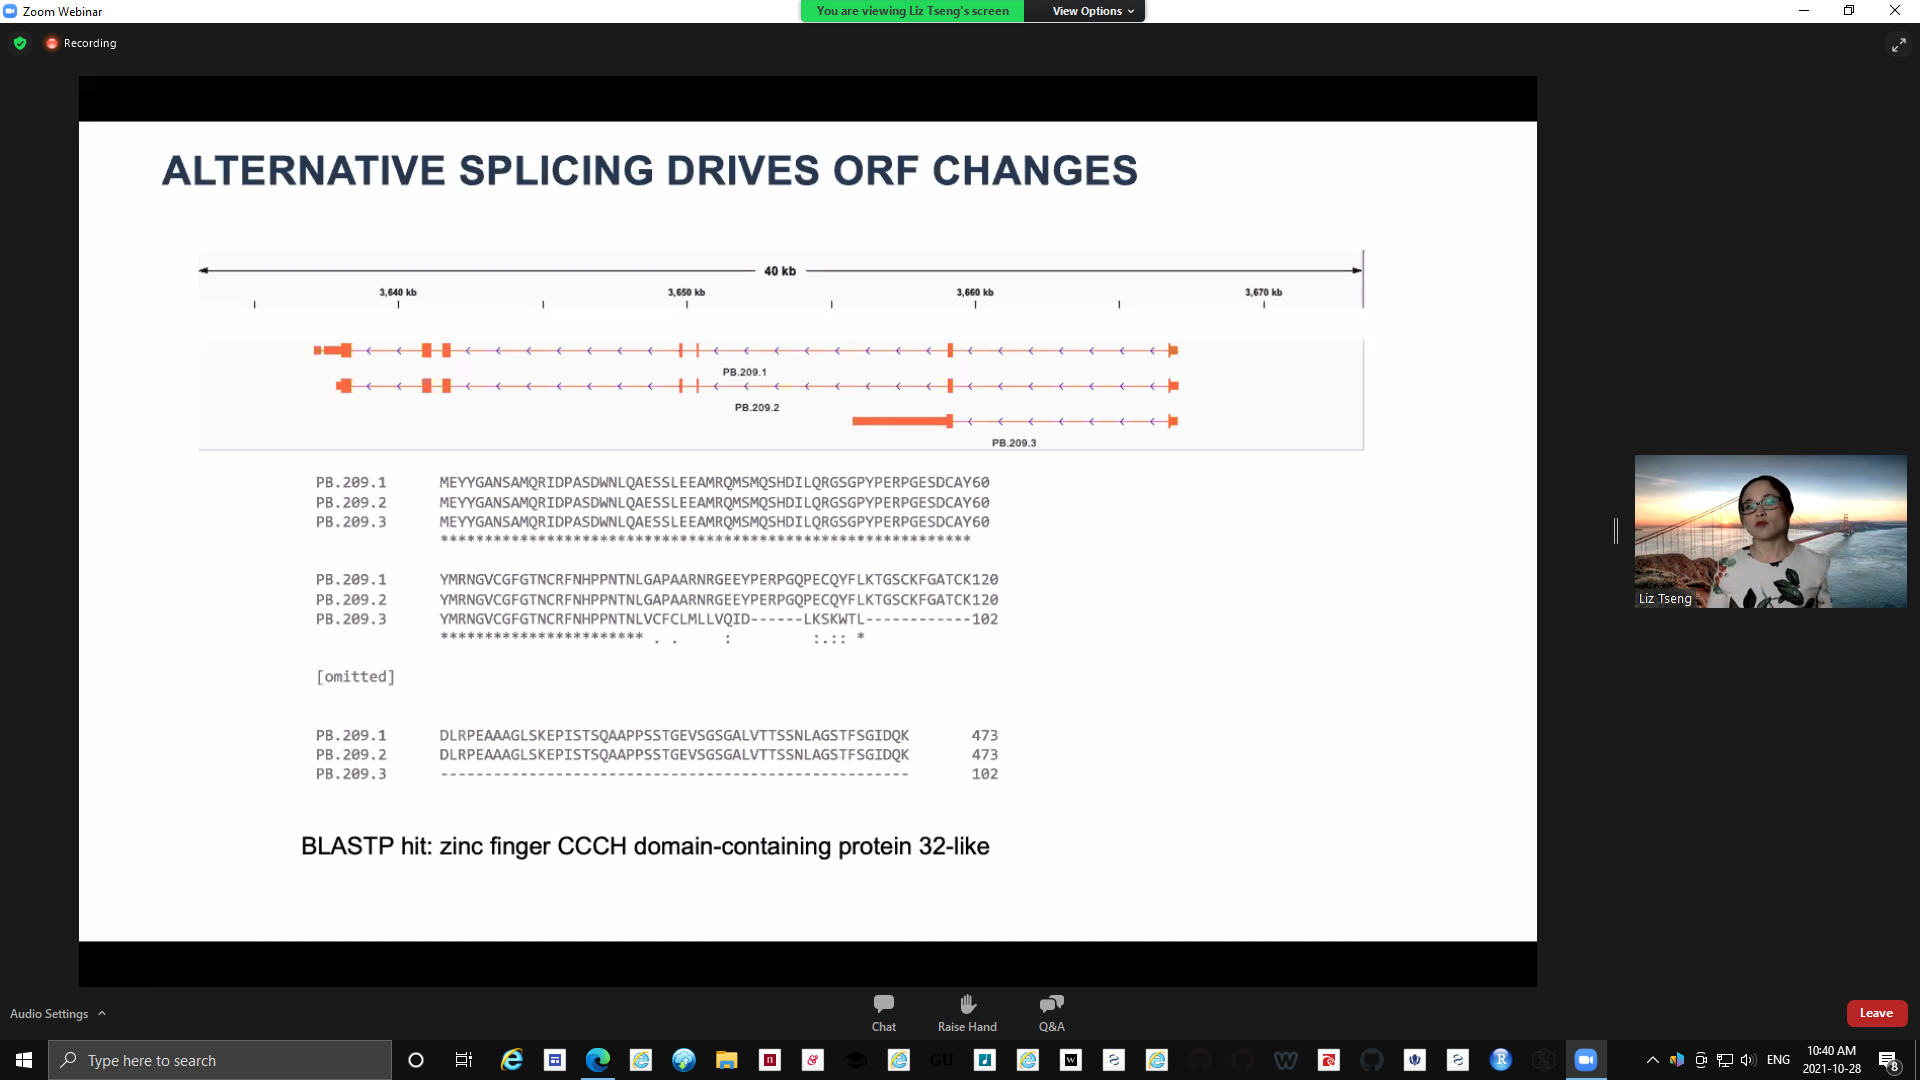 Zoom Webinar
You are viewing Liz Tseng's screen
View Options
Recording
ALTERNATIVE SPLICING DRIVES ORF CHANGES
40 kb
3,640 kb 3,650 kb 3,660 kb 3,670 kb
PB.209.1
PB.209.2
PB.209.3
PB.209.1 MEYYGANSAMQRIDPASDWNLQAESSLEEAMRQMSMQSHDILQRGSGPYPERPGESDCAY60
PB.209.2 MEYYGANSAMQRIDPASDWNLQAESSLEEAMRQMSMQSHDILQRGSGPYPERPGESDCAY60
PB.209.3 MEYYGANSAMQRIDPASDWNLQAESSLEEAMRQMSMQSHDILQRGSGPYPERPGESDCAY60
************************************************************
PB.209.1 YMRNGVCGFGTNCRFNHPPNTNLGAPAARNRGEEYPERPGQPECQYFLKTGSCKFGATCK120
PB.209.2 YMRNGVCGFGTNCRFNHPPNTNLGAPAARNRGEEYPERPGQPECQYFLKTGSCKFGATCK120
PB.209.3 YMRNGVCGFGTNCRFNHPPNTNLVCFCLMLLVQID------LKSKWTL------------102
*********************** . .     :         :.:: *
[omitted]
PB.209.1 DLRPEAAAGLSKEPISTSQAAPPSSTGEVSGSGALVTTSSNLAGSTFSGIDQK 473
PB.209.2 DLRPEAAAGLSKEPISTSQAAPPSSTGEVSGSGALVTTSSNLAGSTFSGIDQK 473
PB.209.3 ----------------------------------------------------- 102
BLASTP hit: zinc finger CCCH domain-containing protein 32-like
Liz Tseng
Audio Settings
Chat
Raise Hand
Q&A
Leave
Type here to search
GU
ENG
10:40 AM
2021-10-28
8